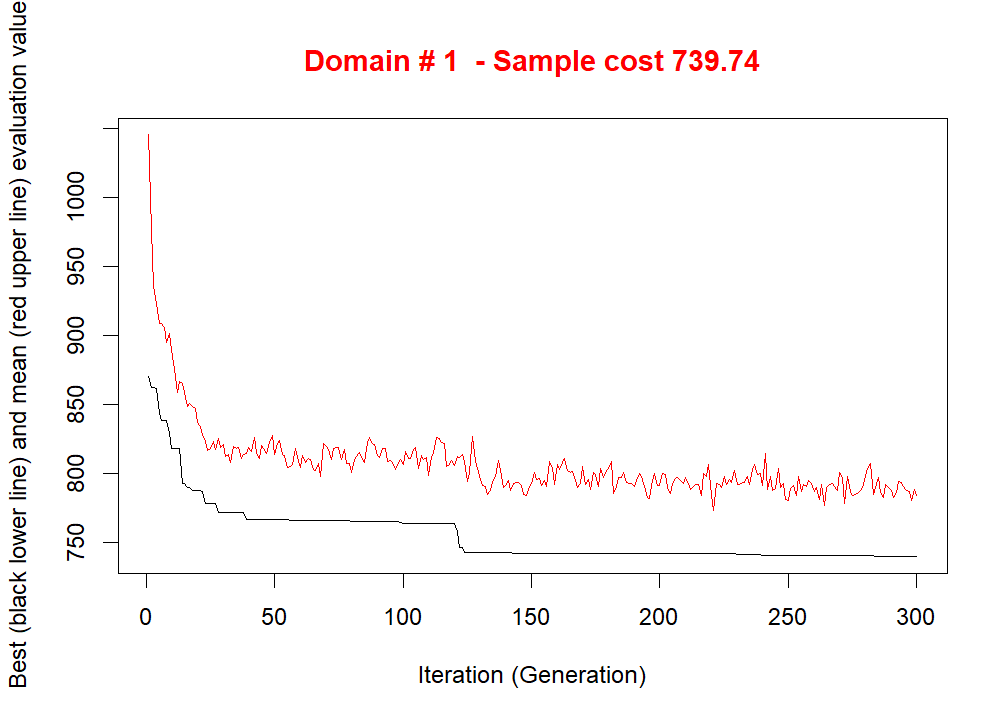 Domain # 1  - Sample cost 739.74
Best (black lower line) and mean (red upper line) evaluation value
1000
950
900
850
800
750
0 50 100 150 200 250 300
Iteration (Generation)